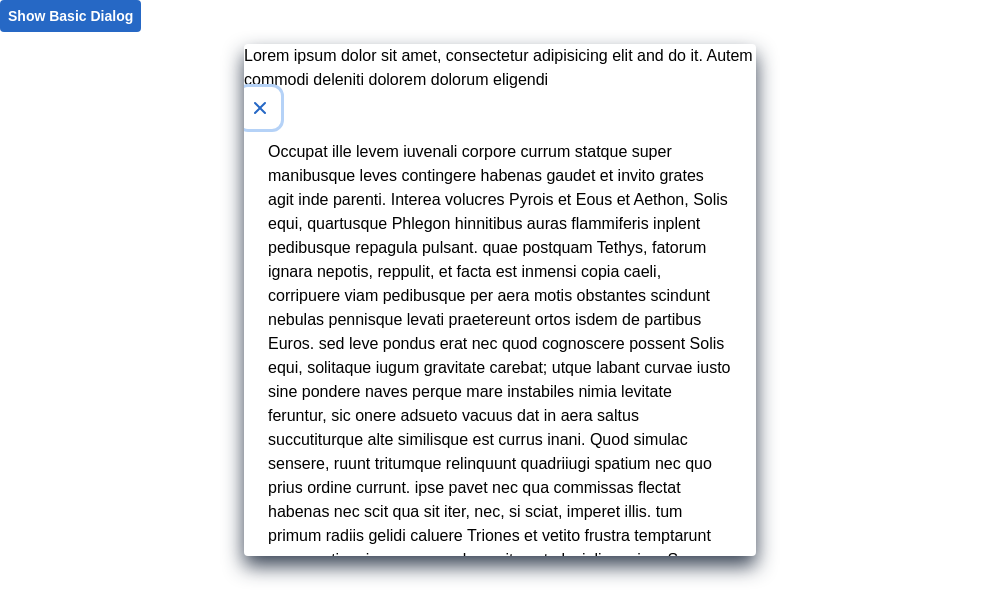 Show Basic Dialog
Lorem ipsum dolor sit amet, consectetur adipisicing elit and do it. Autem
commodi deleniti dolorem dolorum eligendi
Occupat ille levem iuvenali corpore currum statque super
manibusque leves contingere habenas gaudet et invito grates
agit inde parenti. Interea volucres Pyrois et Eous et Aethon, Solis
equi, quartusque Phlegon hinnitibus auras flammiferis inplent
pedibusque repagula pulsant. quae postquam Tethys, fatorum
ignara nepotis, reppulit, et facta est inmensi copia caeli,
corripuere viam pedibusque per aera motis obstantes scindunt
nebulas pennisque levati praetereunt ortos isdem de partibus
Euros. sed leve pondus erat nec quod cognoscere possent Solis
equi, solitaque iugum gravitate carebat; utque labant curvae iusto
sine pondere naves perque mare instabiles nimia levitate
feruntur, sic onere adsueto vacuus dat in aera saltus
succutiturque alte similisque est currus inani. Quod simulac
sensere, ruunt tritumque relinquunt quadriiugi spatium nec quo
prius ordine currunt. ipse pavet nec qua commissas flectat
habenas nec scit qua sit iter, nec, si sciat, imperet illis. tum
primum radiis gelidi caluere Triones et vetito frustra temptarunt